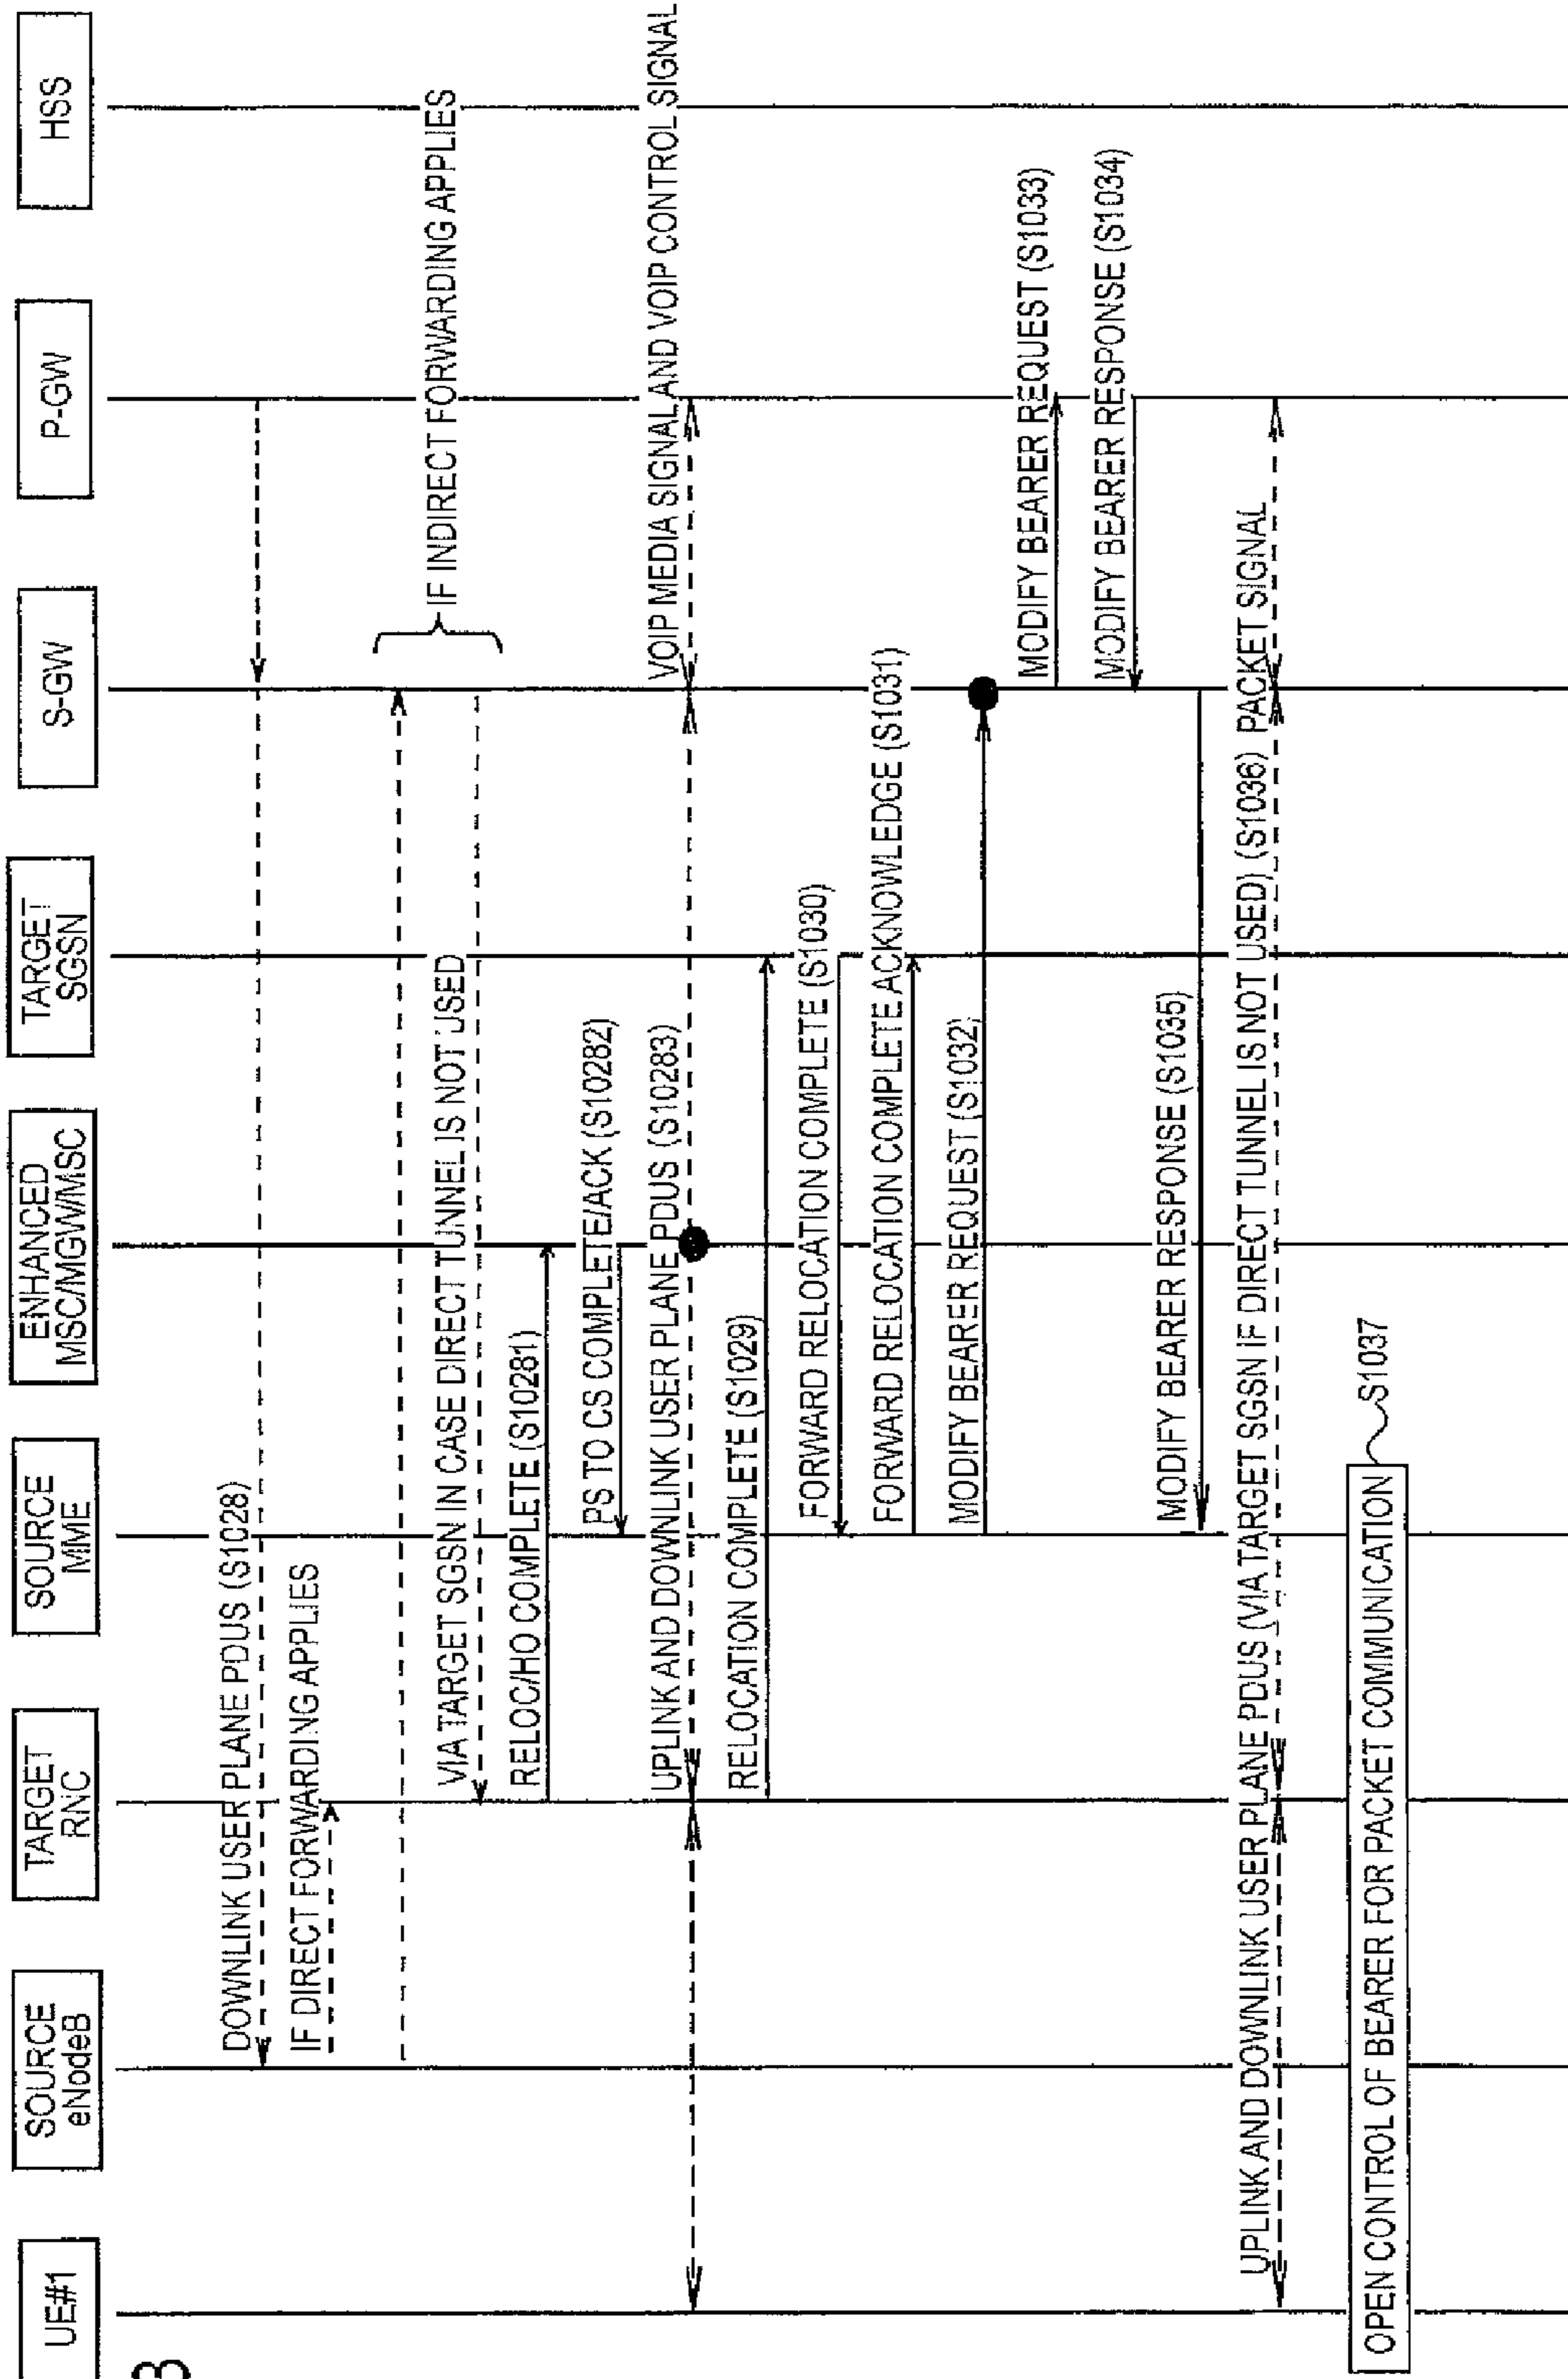 UE#1
SOURCE
eNodeB
TARGET
RNC
SOURCE
MME
ENHANCED
MSC/MGW/MSC
TARGET
SGSN
S-GW
P-GW
HSS
3
DOWNLINK USER PLANE PDUS (S1028)
IF DIRECT FORWARDING APPLIES
IF INDIRECT FORWARDING APPLIES
VIA TARGET SGSN IN CASE DIRECT TUNNEL IS NOT USED
RELOC/HO COMPLETE (S10281)
PS TO CS COMPLETE/ACK (S10282)
UPLINK AND DOWNLINK USER PLANE PDUS (S10283)
VOIP MEDIA SIGNAL AND VOIP CONTROL SIGNAL
RELOCATION COMPLETE (S1029)
FORWARD RELOCATION COMPLETE (S1030)
FORWARD RELOCATION COMPLETE ACKNOWLEDGE (S1031)
MODIFY BEARER REQUEST (S1032)
MODIFY BEARER REQUEST (S1033)
MODIFY BEARER RESPONSE (S1034)
MODIFY BEARER RESPONSE (S1035)
UPLINK AND DOWNLINK USER PLANE PDUS (VIA TARGET SGSN IF DIRECT TUNNEL IS NOT USED) (S1036) PACKET SIGNAL
OPEN CONTROL OF BEARER FOR PACKET COMMUNICATION
S1037